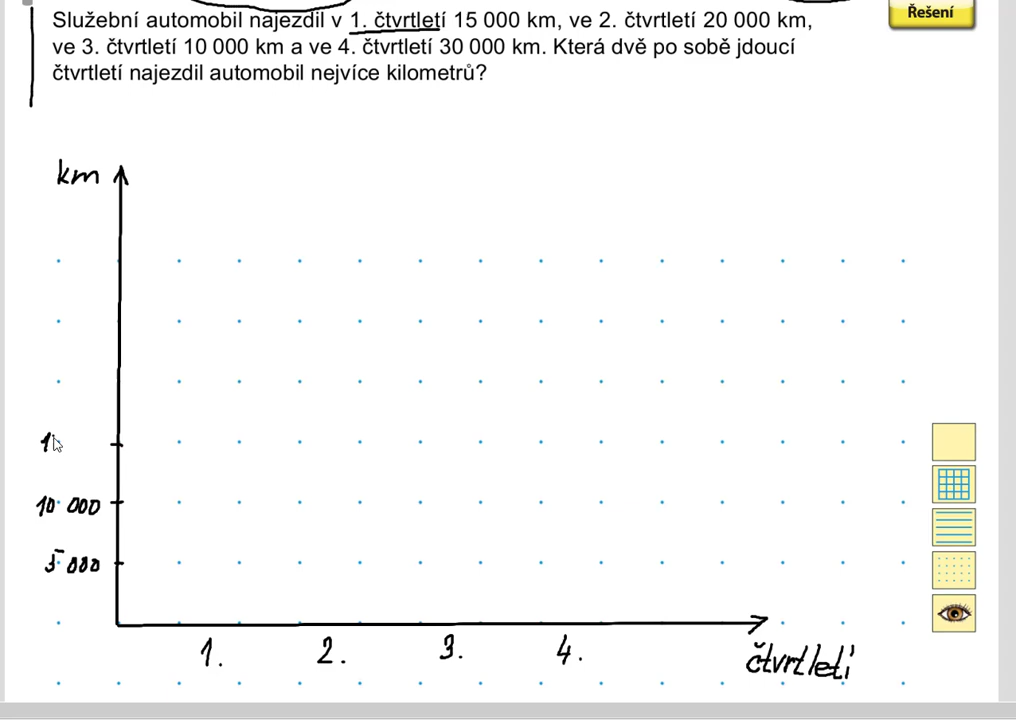 Služební automobil najezdil v 1. čtvrtletí 15 000 km, ve 2. čtvrtletí 20 000 km,
ve 3. čtvrtletí 10 000 km a ve 4. čtvrtletí 30 000 km. Která dvě po sobě jdoucí
čtvrtletí najezdil automobil nejvíce kilometrů?
Řešení
km
1
10 000
5 000
1. 2. 3. 4.
čtvrtletí